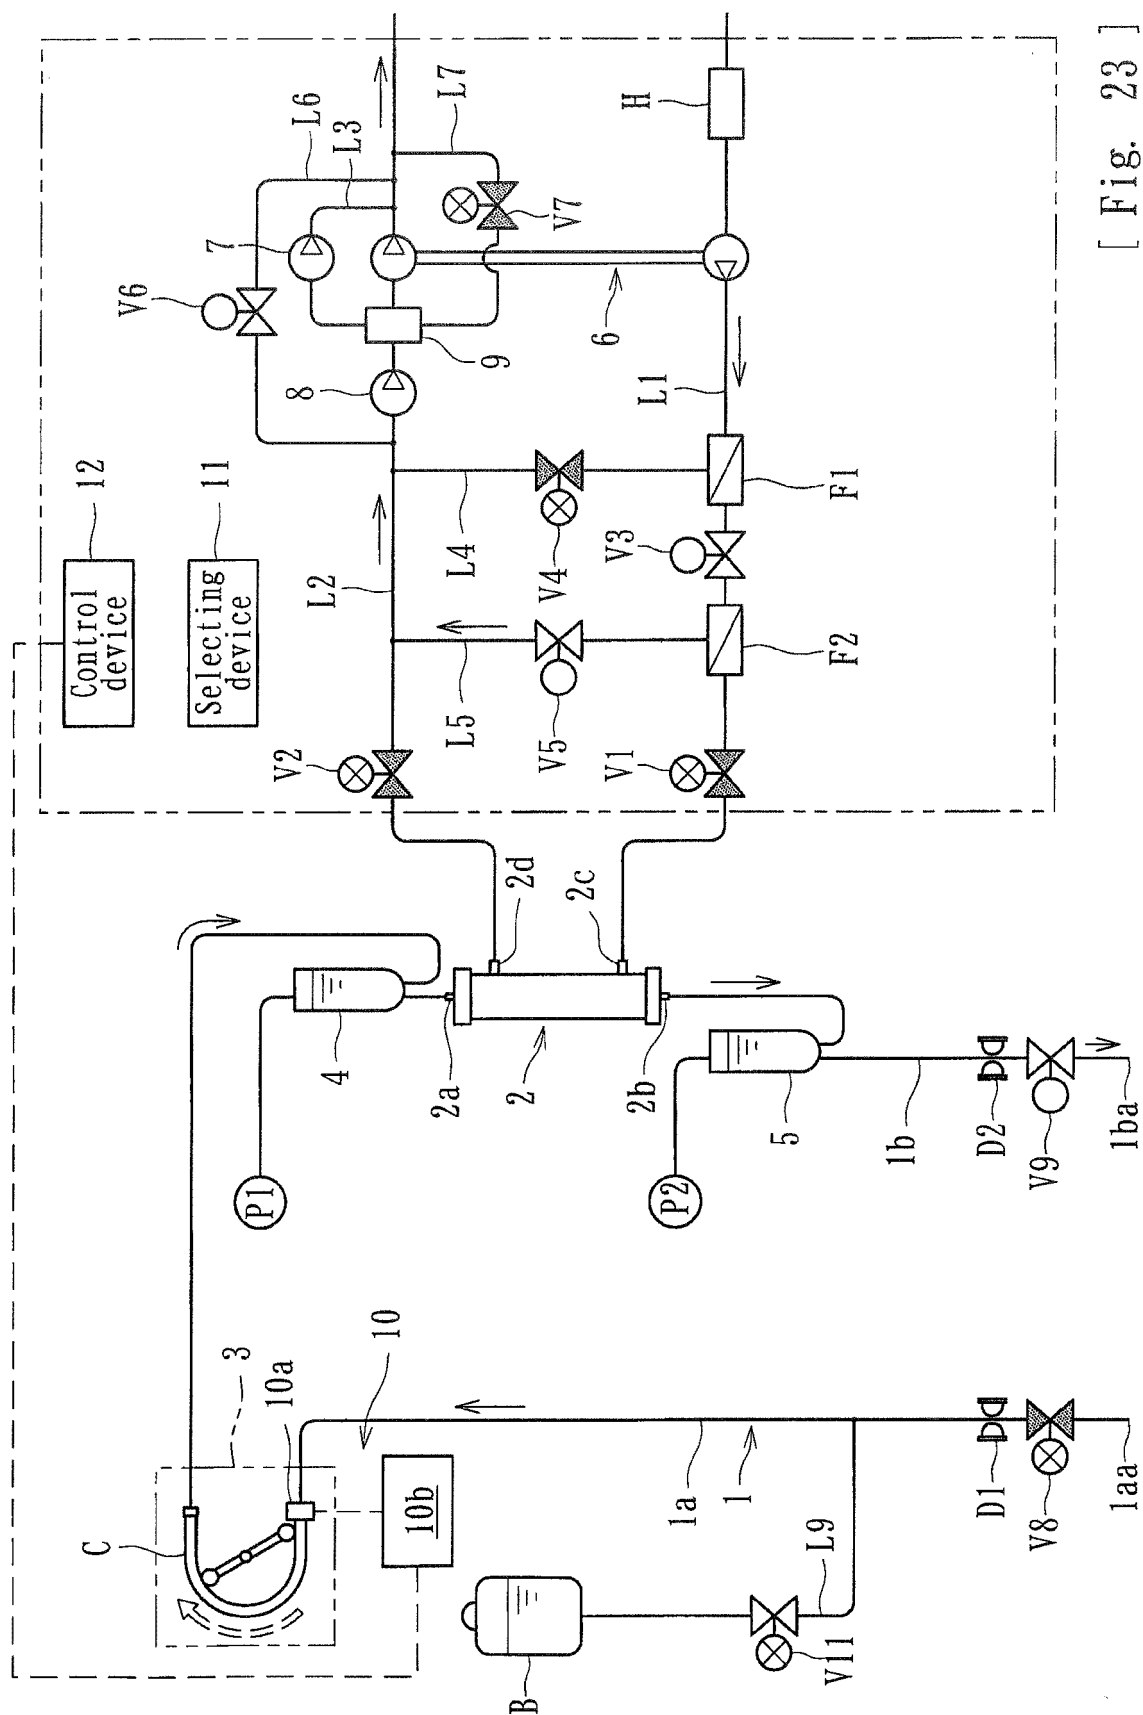 12
Control
device
11
Selecting
device
L6
L3
L7
V6
7
V7
H
8
9
6
L1
L2
L4
V4
V3
F1
L5
V5
F2
V2
V1
2d
2c
4
2a
2
2b
5
1b
D2
V9
1ba
P1
P2
3
10a
10
10b
C
1a
1
D1
V8
1aa
L9
V11
B
[ Fig. 23 ]